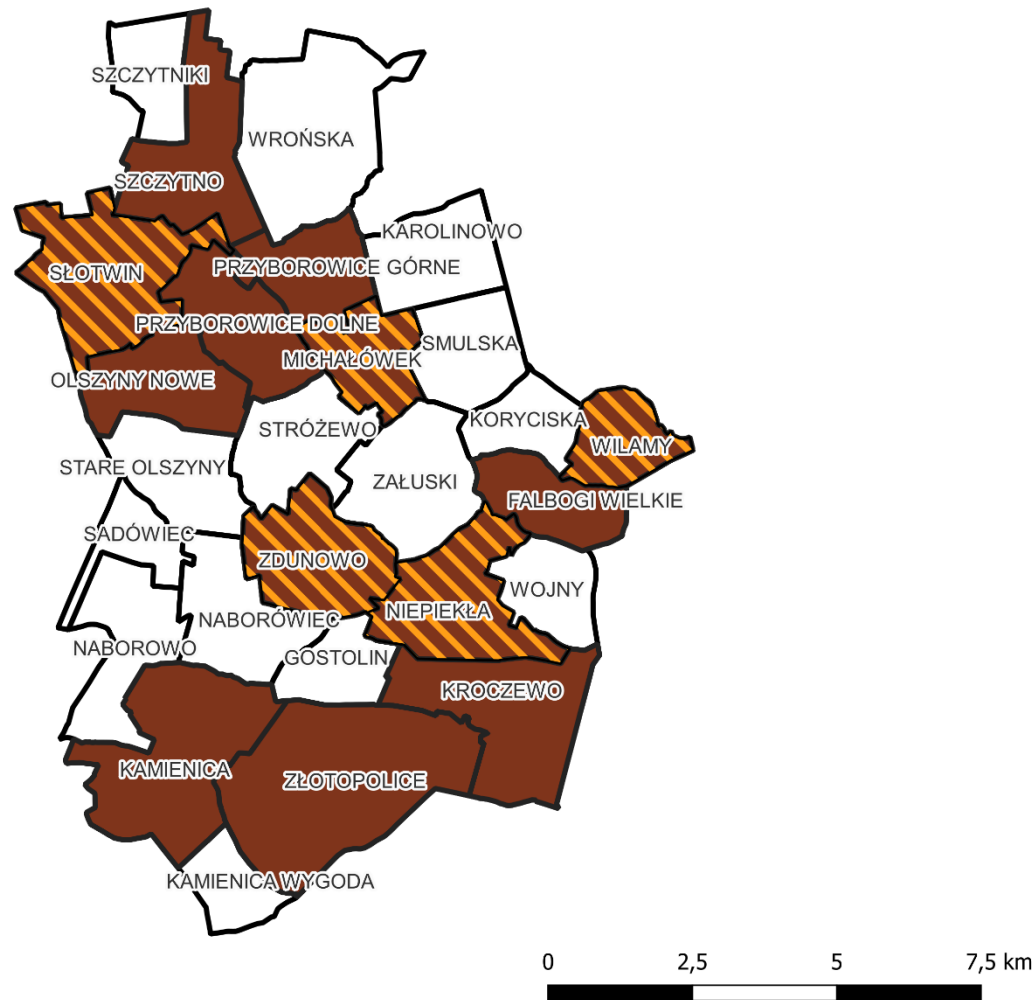 SZCZYTNIKI
WROŃSKA
SZCZYTNO
KAROLINOWO
SŁOTWIN
PRZYBOROWICE GÓRNE
PRZYBOROWICE DOLNE
SMULSKA
MICHAŁÓWEK
OLSZYNY NOWE
KORYCISKA
STRÓŻEWO
WILAMY
STARE OLSZYNY
ZAŁUSKI
FALBOGI WIELKIE
SADÓWIEC
ZDUNOWO
WOJNY
NIEPIEKŁA
NABORÓWIEC
NABOROWO
GOSTOLIN
KROCZEWO
KAMIENICA
ZŁOTOPOLICE
KAMIENICA WYGODA
0 2,5 5 7,5 km